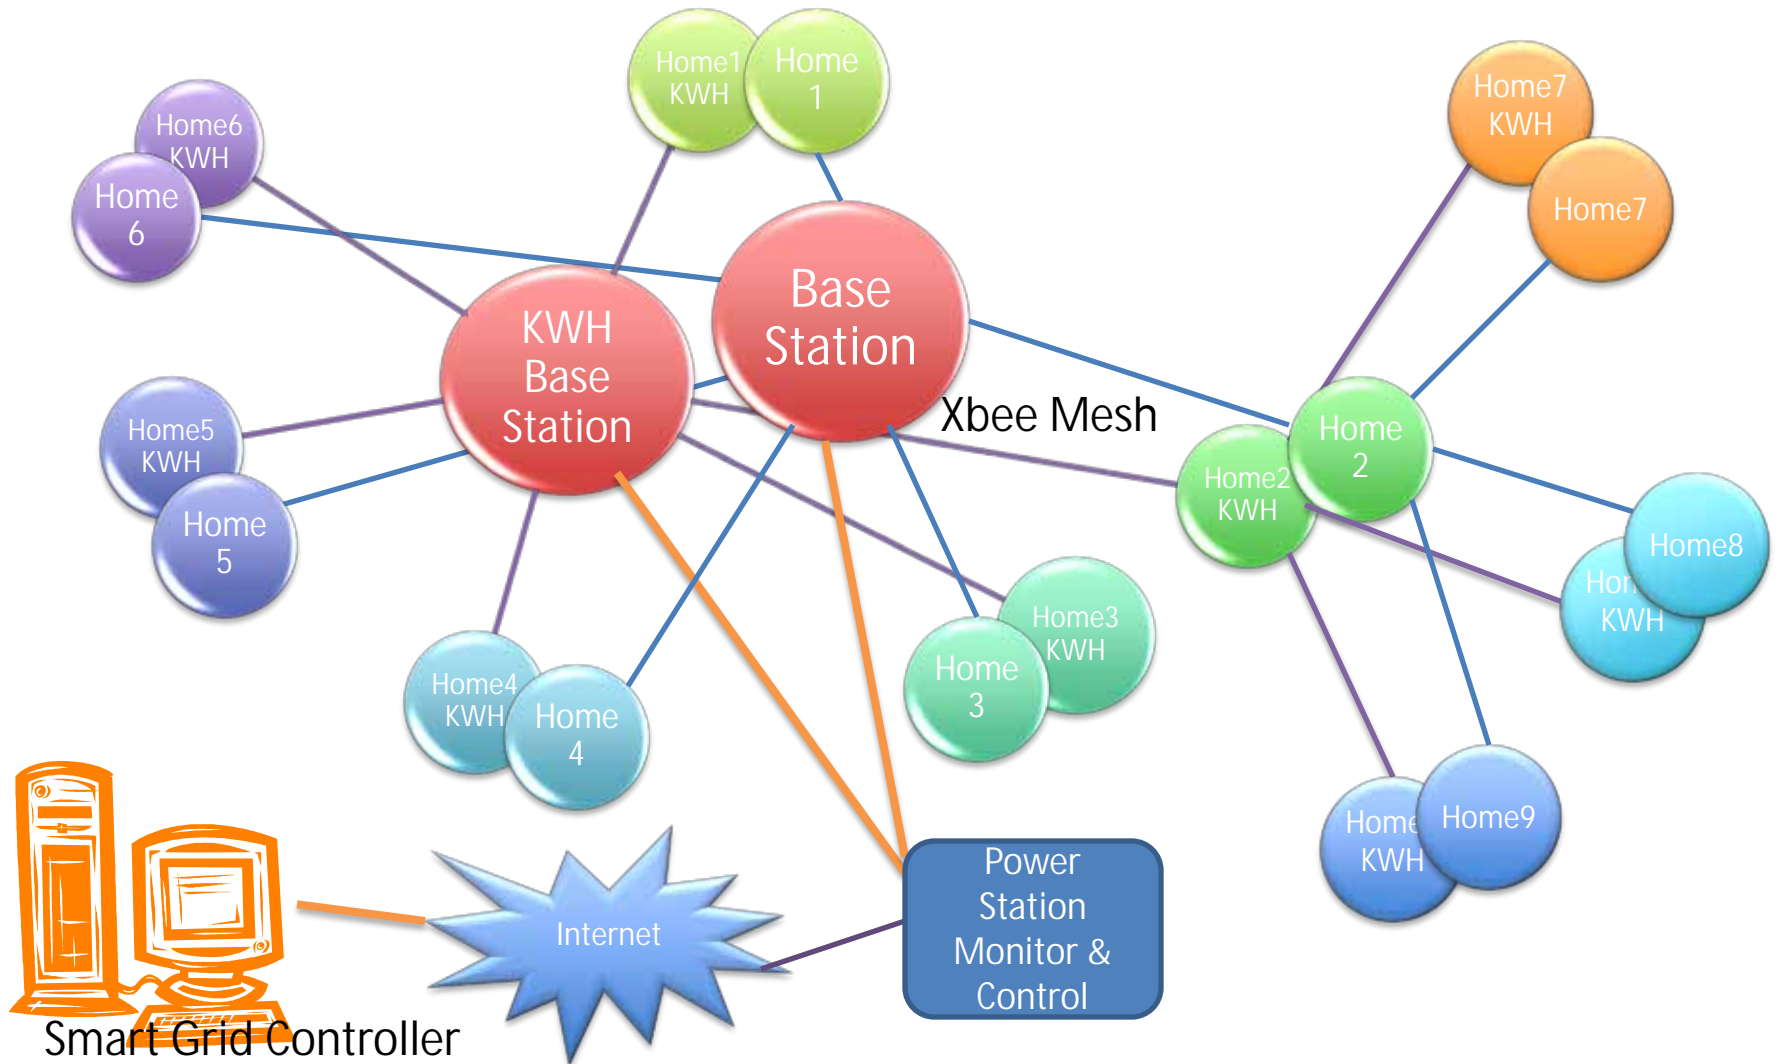 Home1
KWH
Home
1
Home6
KWH
Home
6
Home7
KWH
Home7
Base
Station
KWH
Base
Station
Xbee Mesh
Home5
KWH
Home
5
Home
2
Home2
KWH
Home8
KWH
Home3
KWH
Home
3
Home4
KWH
Home
4
Home9
KWH
Internet
Power
Station
Monitor &
Control
Smart Grid Controller